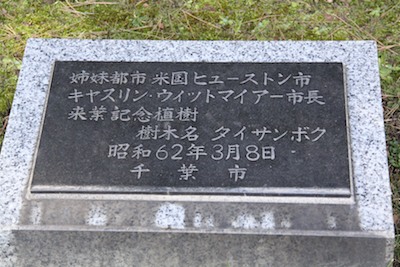 姉妹都市 米国ヒューストン市
キャスリン・ウィットマイアー市長
来葉記念植樹
樹木名 タイサンボク
昭和62年3月8日
千葉市